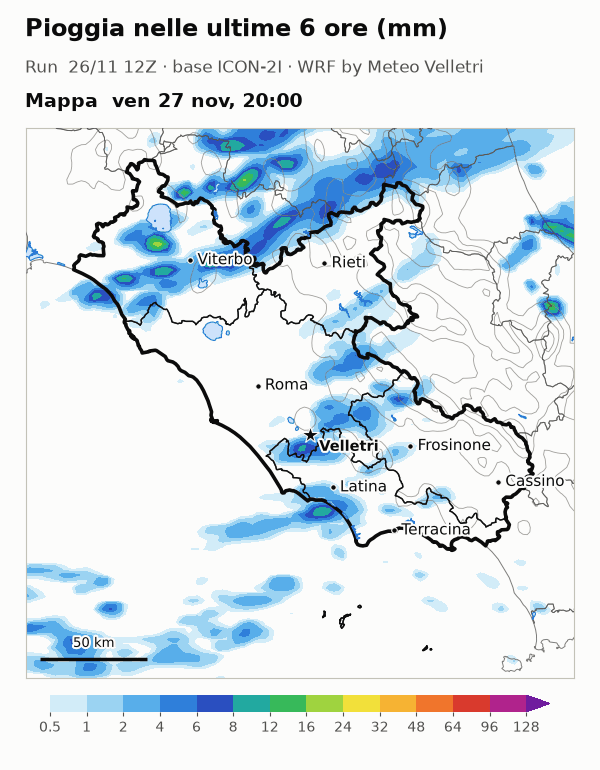 Pioggia nelle ultime 6 ore (mm)
Run 26/11 12Z · base ICON-2I · WRF by Meteo Velletri
Mappa ven 27 nov, 20:00
Viterbo
Rieti
Roma
Velletri
Frosinone
Cassino
Latina
Terracina
50 km
0.5 1 2 4 6 8 12 16 24 32 48 64 96 128